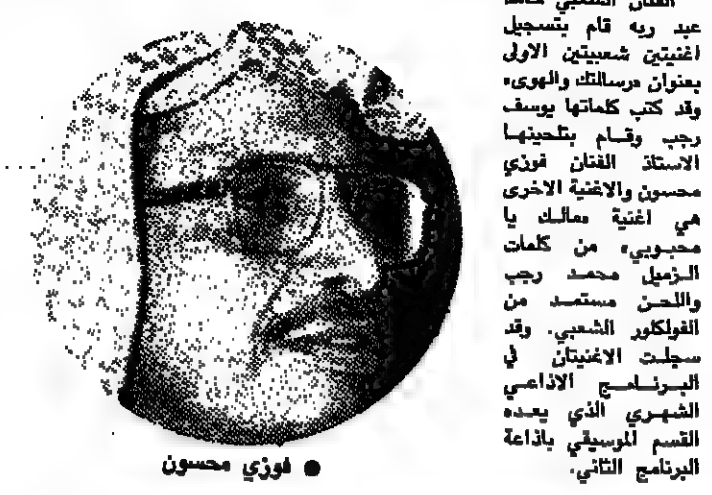 الفنان الشعبي
عبد ربه قام بتسجيل
اغنيتين شعبيتين الاولى
بعنوان «رسالتك والهوى»
وقد كتب كلماتها يوسف
رجب وقام بتلحينها
الاستاذ الفنان فوزي
محسون والاغنية الاخرى
هي اغنية «مالك يا
محبوبي» من كلمات
الزميل محمد رجب
واللحن مستمد من
الفولكلور الشعبي. وقد
سجلت الاغنيتان في
البرنامج الاذاعي
الشهري الذي يعده
القسم الموسيقي باذاعة
البرنامج الثاني.
● فوزي محسون